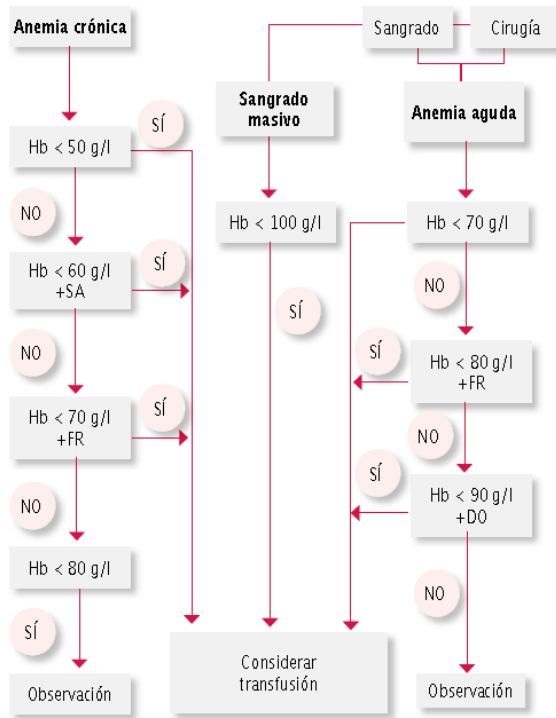 Anemia crónica
Hb < 50 g/l
SÍ
NO
Hb < 60 g/l
+SA
SÍ
NO
Hb < 70 g/l
+FR
SÍ
NO
Hb < 80 g/l
SÍ
Observación
Sangrado
Cirugía
Sangrado
masivo
Hb < 100 g/l
SÍ
Anemia aguda
Hb < 70 g/l
NO
Hb < 80 g/l
+FR
SÍ
NO
Hb < 90 g/l
+DO
SÍ
NO
Observación
Considerar
transfusión